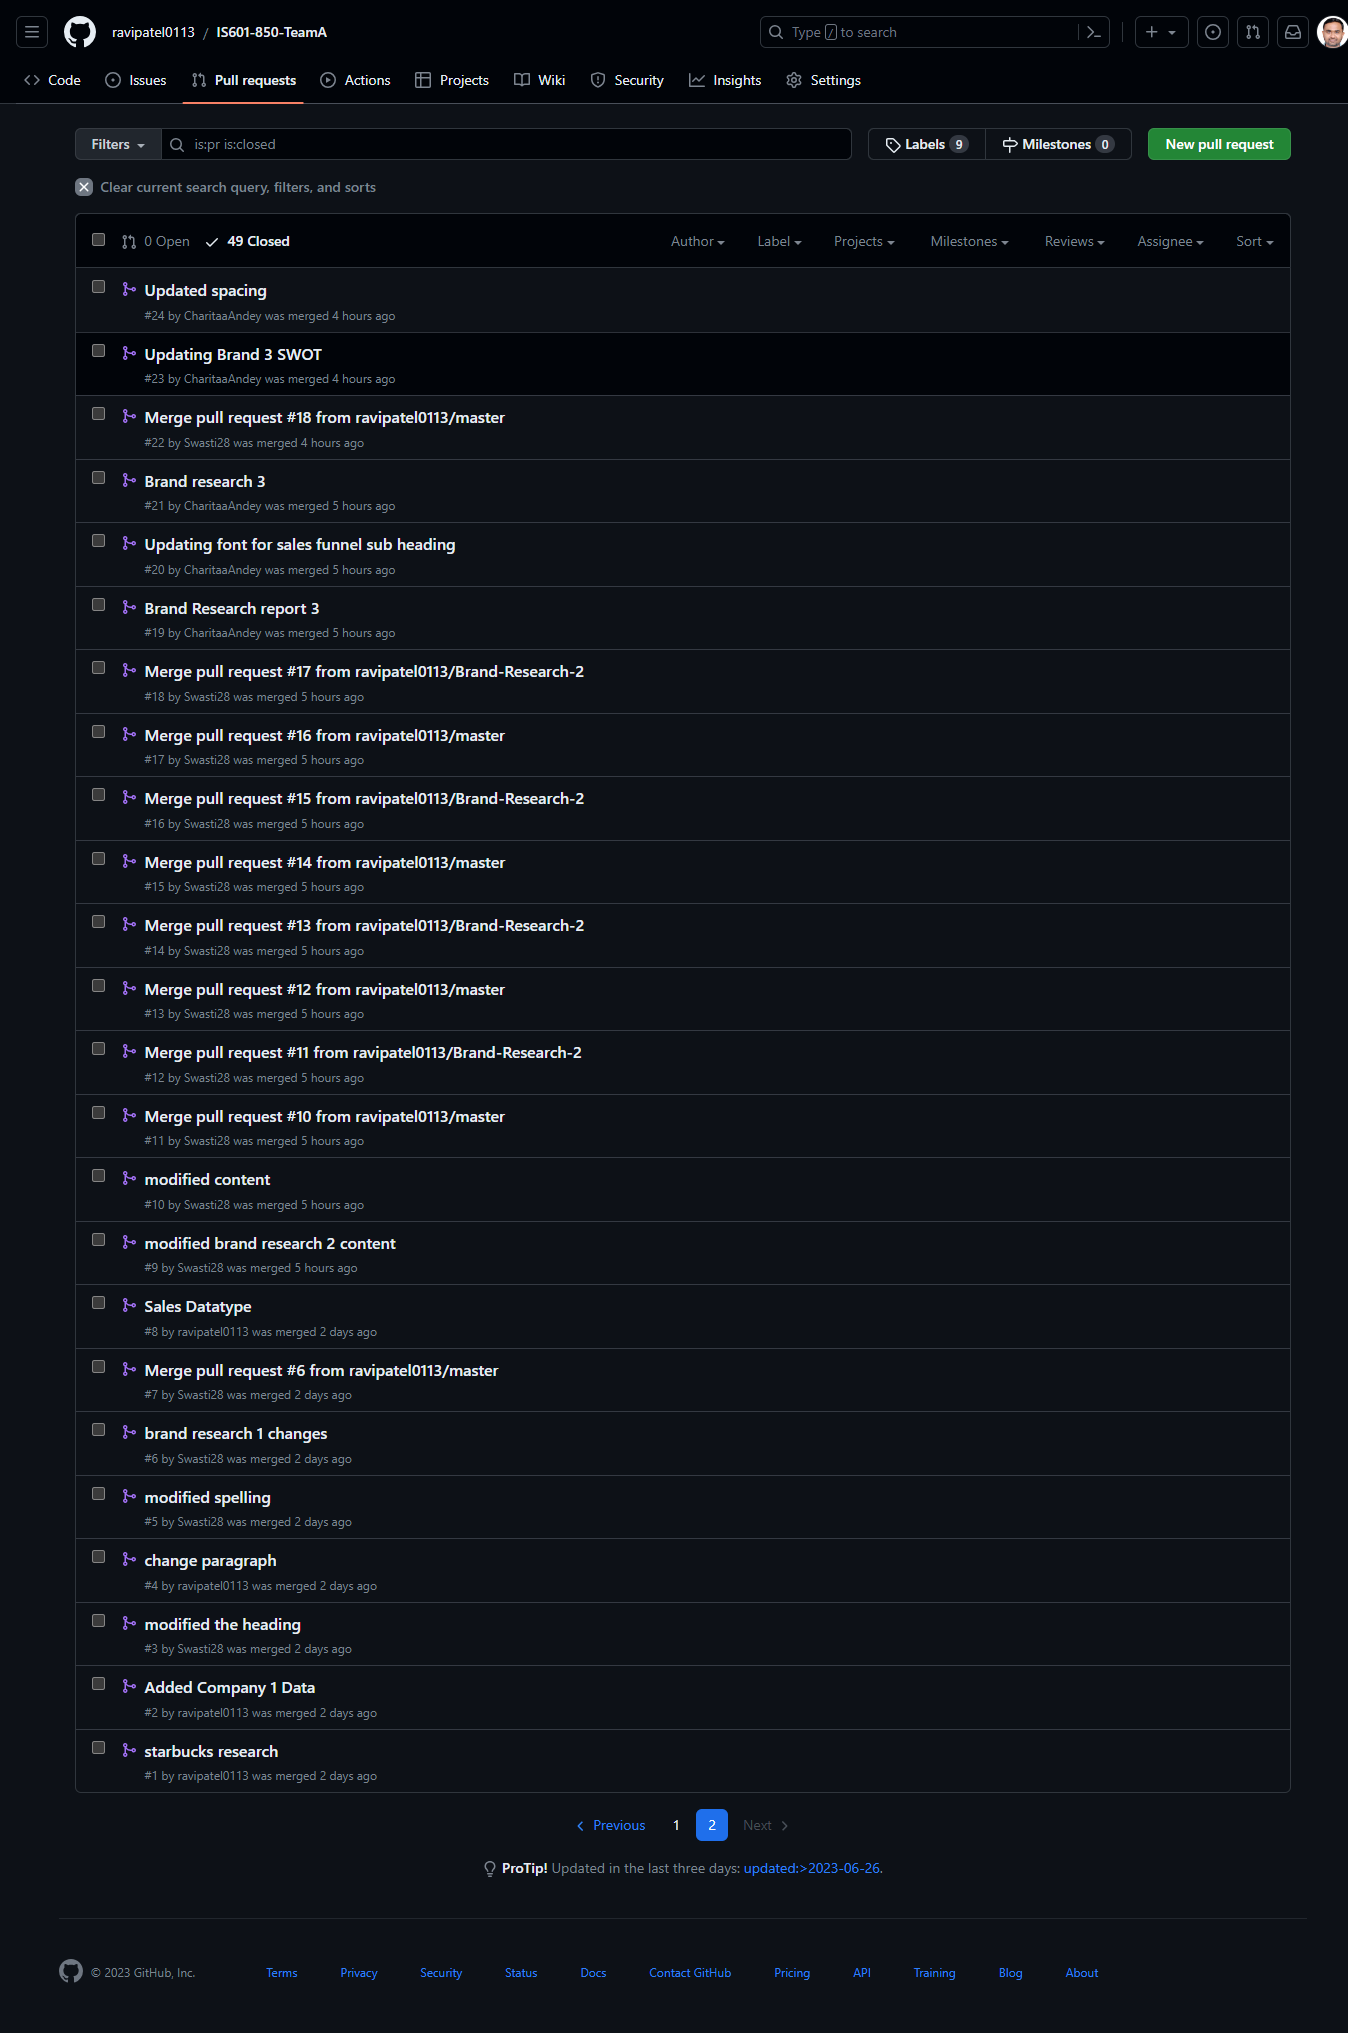 ravipatel0113 / IS601-850-TeamA
Type / to search
Code Issues Pull requests Actions Projects Wiki Security Insights Settings
Filters is:pr is:closed Labels 9 Milestones 0 New pull request
Clear current search query, filters, and sorts
0 Open 49 Closed Author Label Projects Milestones Reviews Assignee Sort
Updated spacing
#24 by CharitaaAndey was merged 4 hours ago
Updating Brand 3 SWOT
#23 by CharitaaAndey was merged 4 hours ago
Merge pull request #18 from ravipatel0113/master
#22 by Swasti28 was merged 4 hours ago
Brand research 3
#21 by CharitaaAndey was merged 5 hours ago
Updating font for sales funnel sub heading
#20 by CharitaaAndey was merged 5 hours ago
Brand Research report 3
#19 by CharitaaAndey was merged 5 hours ago
Merge pull request #17 from ravipatel0113/Brand-Research-2
#18 by Swasti28 was merged 5 hours ago
Merge pull request #16 from ravipatel0113/master
#17 by Swasti28 was merged 5 hours ago
Merge pull request #15 from ravipatel0113/Brand-Research-2
#16 by Swasti28 was merged 5 hours ago
Merge pull request #14 from ravipatel0113/master
#15 by Swasti28 was merged 5 hours ago
Merge pull request #13 from ravipatel0113/Brand-Research-2
#14 by Swasti28 was merged 5 hours ago
Merge pull request #12 from ravipatel0113/master
#13 by Swasti28 was merged 5 hours ago
Merge pull request #11 from ravipatel0113/Brand-Research-2
#12 by Swasti28 was merged 5 hours ago
Merge pull request #10 from ravipatel0113/master
#11 by Swasti28 was merged 5 hours ago
modified content
#10 by Swasti28 was merged 5 hours ago
modified brand research 2 content
#9 by Swasti28 was merged 5 hours ago
Sales Datatype
#8 by ravipatel0113 was merged 2 days ago
Merge pull request #6 from ravipatel0113/master
#7 by Swasti28 was merged 2 days ago
brand research 1 changes
#6 by Swasti28 was merged 2 days ago
modified spelling
#5 by Swasti28 was merged 2 days ago
change paragraph
#4 by ravipatel0113 was merged 2 days ago
modified the heading
#3 by Swasti28 was merged 2 days ago
Added Company 1 Data
#2 by ravipatel0113 was merged 2 days ago
starbucks research
#1 by ravipatel0113 was merged 2 days ago
Previous 1 2 Next
ProTip! Updated in the last three days: updated:>2023-06-26.
© 2023 GitHub, Inc. Terms Privacy Security Status Docs Contact GitHub Pricing API Training Blog About